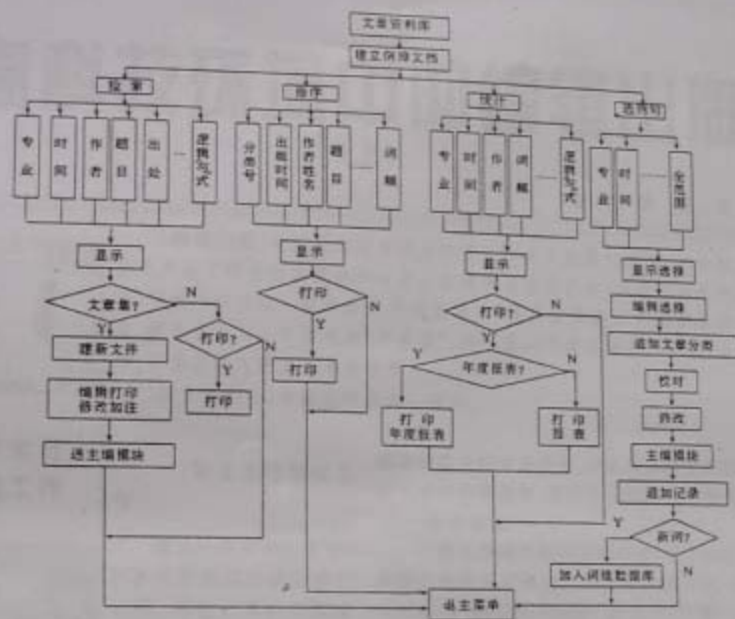 文章资料库
建立倒排文档
检索
排序
统计
选例句
专业
时间
作者
题目
出处
……
逻辑与式
分类号
出版时间
作者姓名
题目
……
词频
专业
时间
作者
词频
……
逻辑与式
专业
时间
……
全范围
显示
显示
显示
显示选择
文章集?
N
Y
打印?
N
Y
打印
打印
N
Y
打印
打印?
N
Y
编辑选择
追加文章分类
建新文件
编辑打印
修改加注
送主编模块
年度报表?
Y
N
打印
年度报表
打印
报表
校对
修改
主编模块
追加记录
新词?
Y
N
加入词组数据库
退主菜单